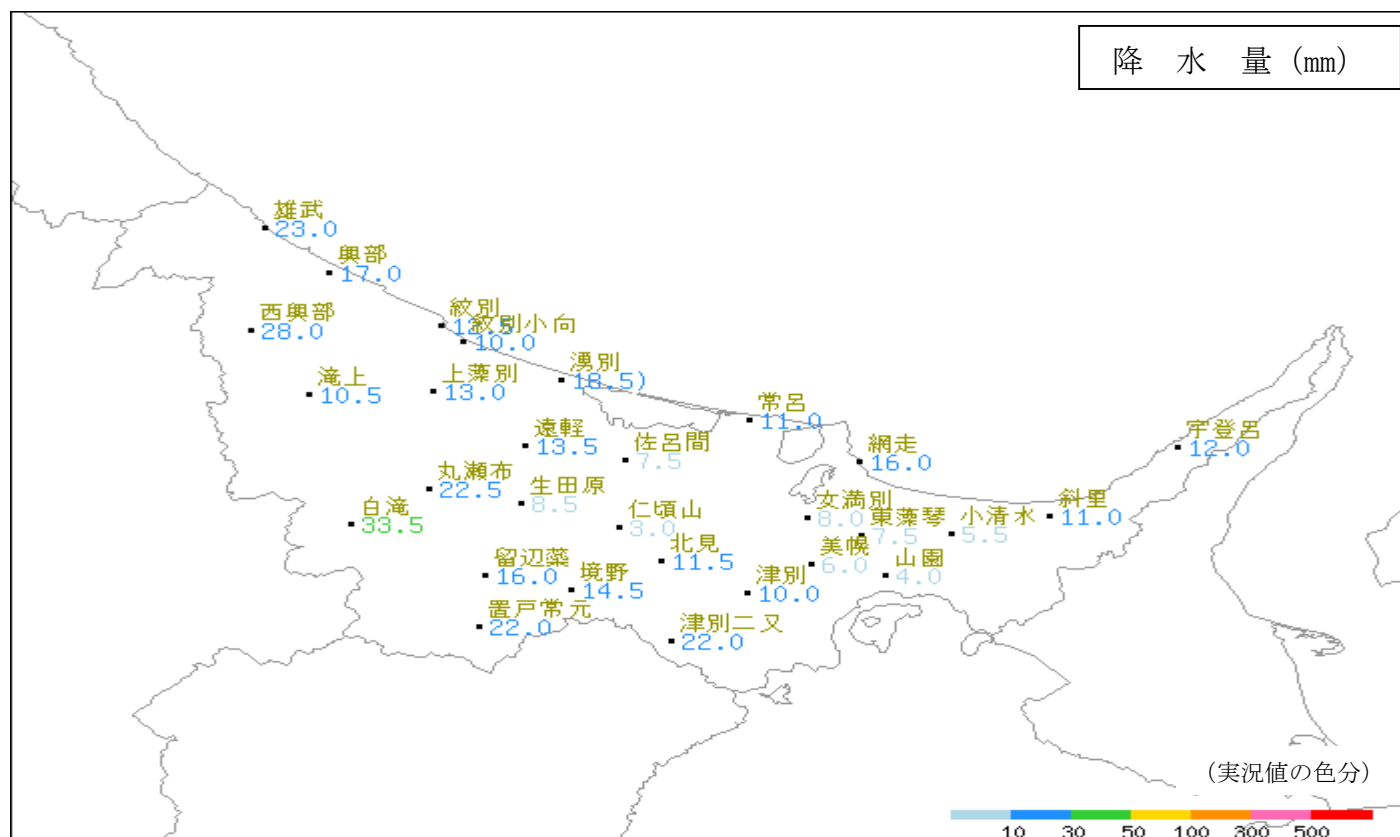 降 水 量 (mm)
雄武
23.0
興部
17.0
西興部
28.0
紋別
12.5
紋別小向
10.0
滝上
10.5
上藻別
13.0
湧別
18.5)
常呂
11.0
遠軽
13.5
佐呂間
7.5
網走
16.0
宇登呂
12.0
丸瀬布
22.5
生田原
8.5
白滝
33.5
仁頃山
3.0
女満別
8.0
東藻琴
7.5
小清水
5.5
斜里
11.0
留辺蘂
16.0
境野
14.5
北見
11.5
津別
10.0
美幌
6.0
山園
4.0
置戸常元
22.0
津別二又
22.0
(実況値の色分)
10 30 50 100 300 500